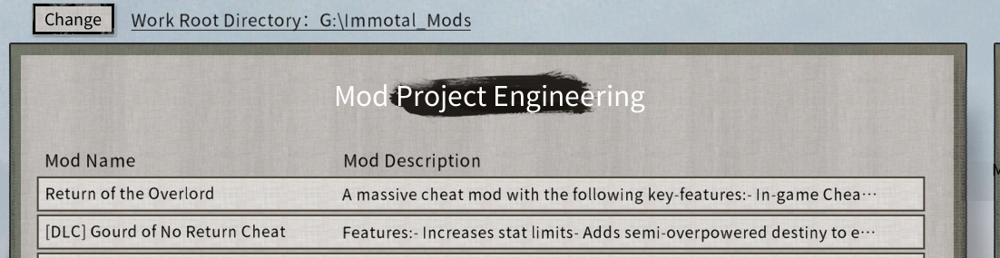 Change Work Root Directory: G:\Immotal_Mods
Mod Project Engineering
Mod Name Mod Description
Return of the Overlord A massive cheat mod with the following key-features:- In-game Chea···
[DLC] Gourd of No Return Cheat Features:- Increases stat limits- Adds semi-overpowered destiny to e···